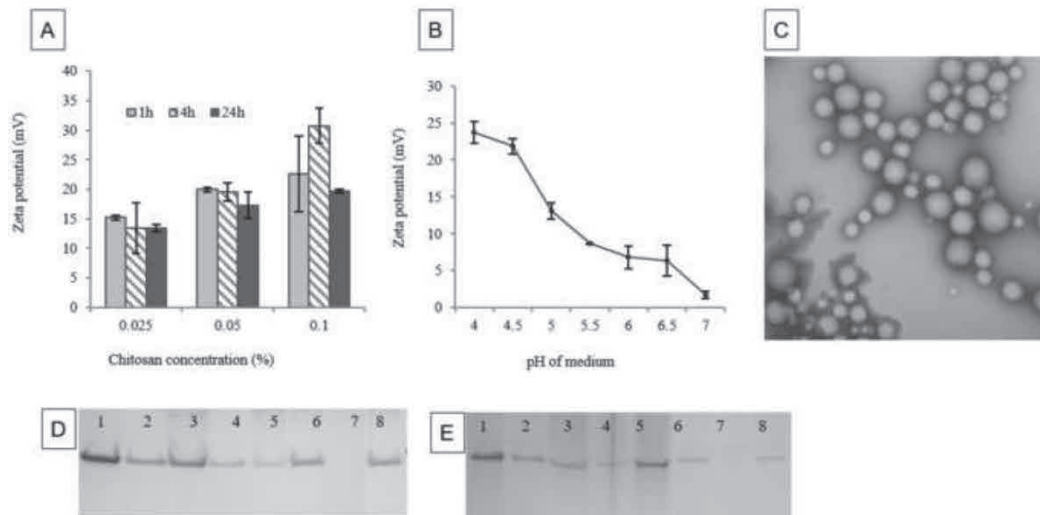 A
B
C
Zeta potential (mV)
40
35
30
25
20
15
10
5
0
1h 4h 24h
0.025 0.05 0.1
Chitosan concentration (%)
Zeta potential (mV)
30
25
20
15
10
5
0
4 4.5 5 5.5 6 6.5 7
pH of medium
D
1 2 3 4 5 6 7 8
E
1 2 3 4 5 6 7 8